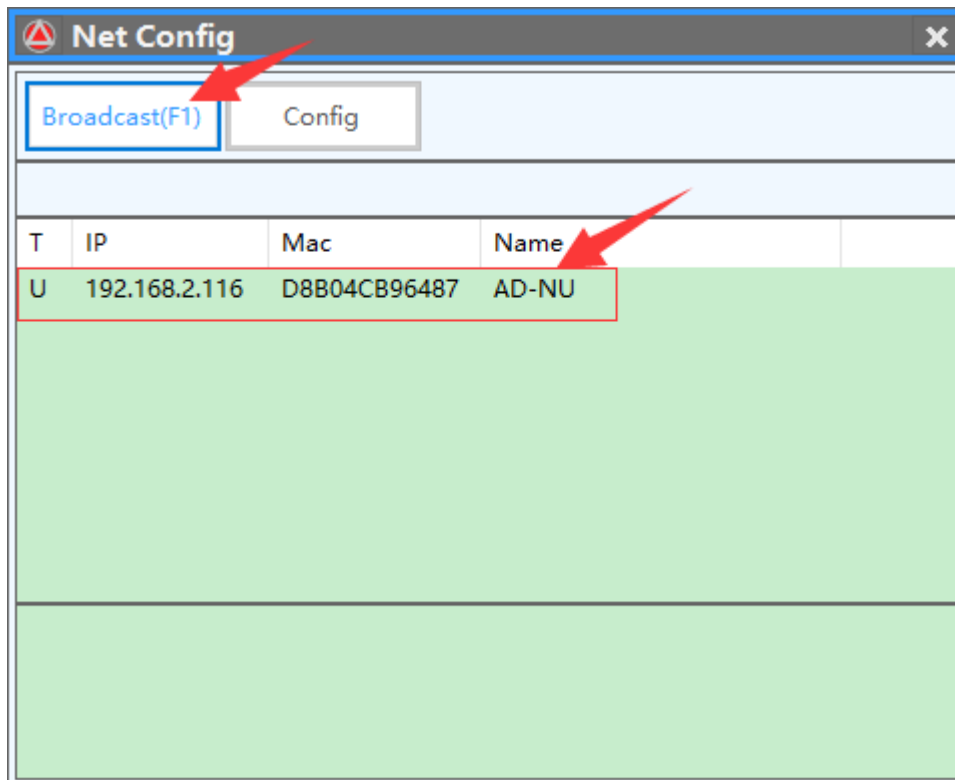 Net Config
Broadcast(F1) Config
T IP Mac Name
U 192.168.2.116 D8B04CB96487 AD-NU